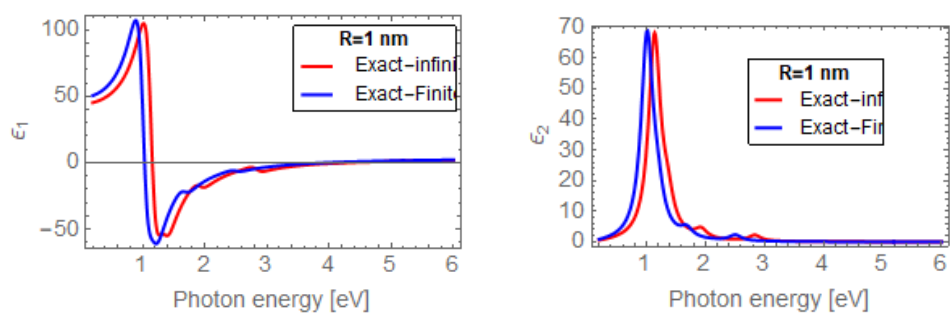 100
50
0
−50
ϵ1
R=1 nm
Exact−infini
Exact−Finit
1 2 3 4 5 6
Photon energy [eV]
70
60
50
40
30
20
10
0
ϵ2
R=1 nm
Exact−inf
Exact−Fir
1 2 3 4 5 6
Photon energy [eV]